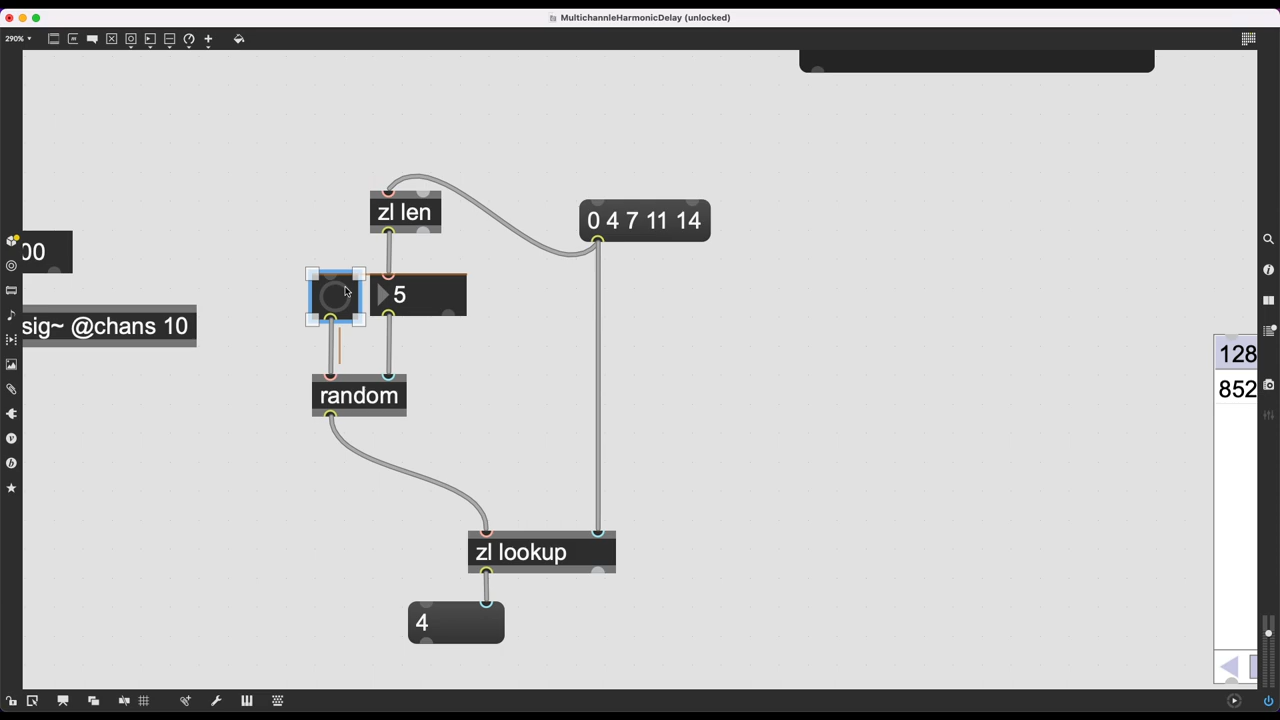 MultichannleHarmonicDelay (unlocked)
290%
zl len
0 4 7 11 14
00
5
sig~ @chans 10
128
852
random
zl lookup
4